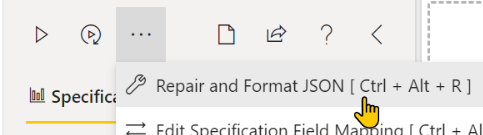 Repair and Format JSON [ Ctrl + Alt + R ]
Specifica
Edit Specification Field Mapping [ Ctrl + Al